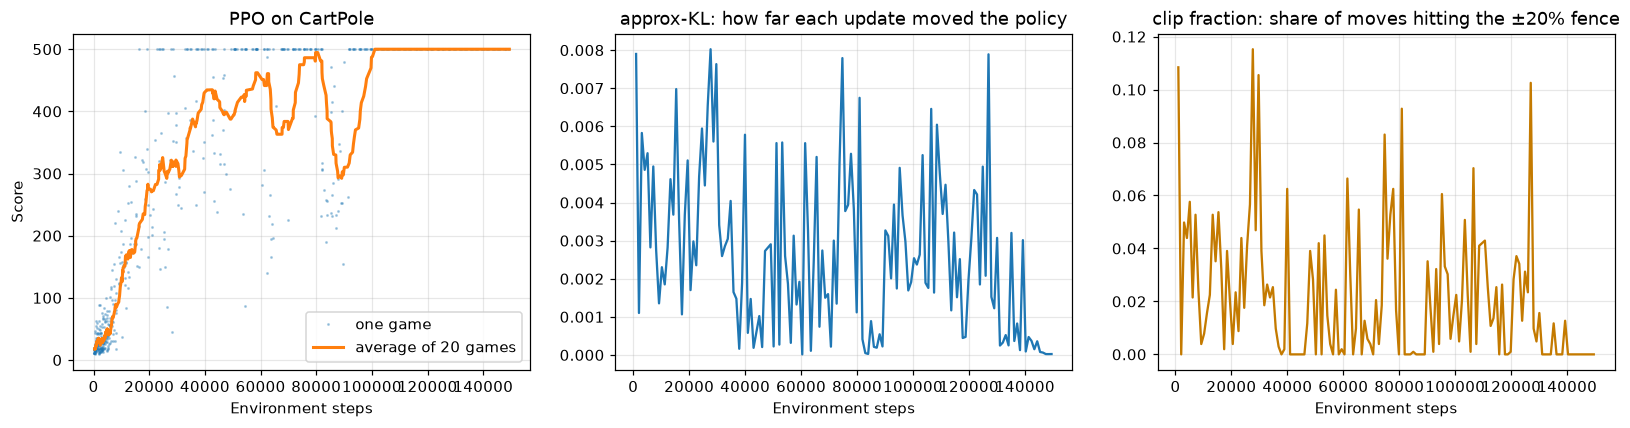 PPO on CartPole
500
400
300
200
100
0
Score
one game
average of 20 games
0 20000 40000 60000 80000 100000 120000 140000
Environment steps
approx-KL: how far each update moved the policy
0.008
0.007
0.006
0.005
0.004
0.003
0.002
0.001
0.000
0 20000 40000 60000 80000 100000 120000 140000
Environment steps
clip fraction: share of moves hitting the ±20% fence
0.12
0.10
0.08
0.06
0.04
0.02
0.00
0 20000 40000 60000 80000 100000 120000 140000
Environment steps